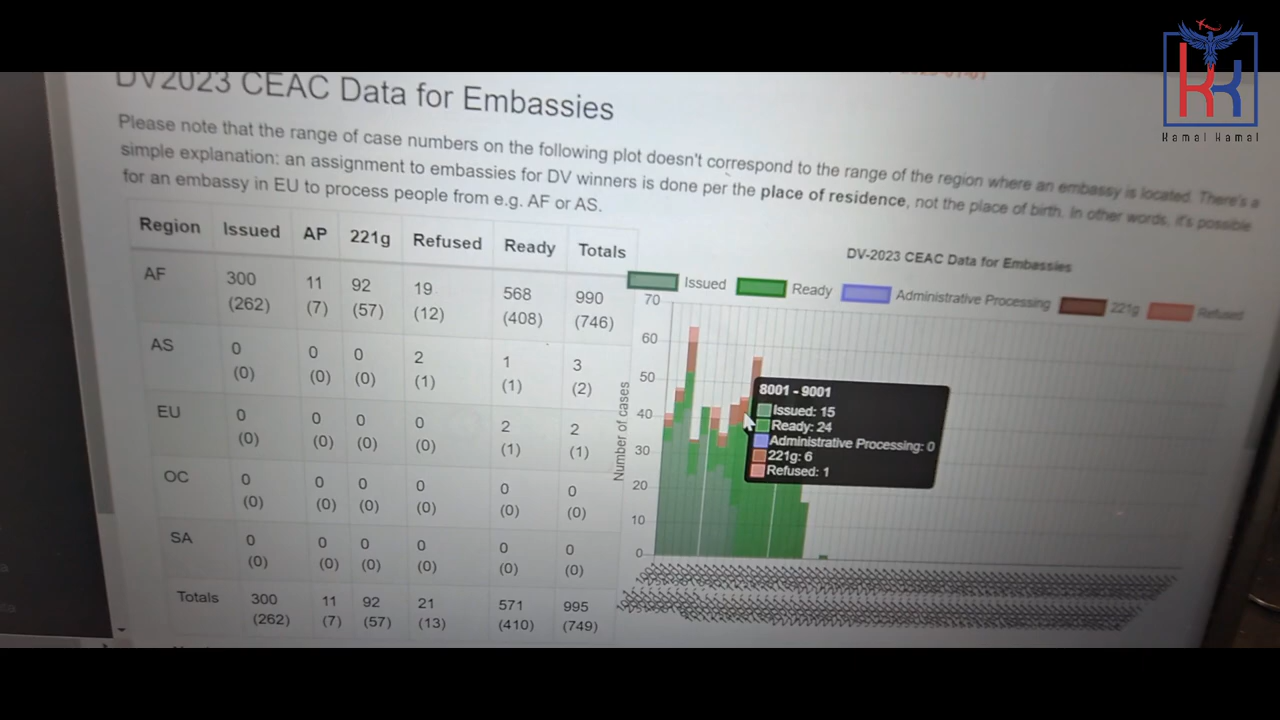 Kamal Kamal
DV2023 CEAC Data for Embassies
Please note that the range of case numbers on the following plot doesn't correspond to the range of the region where an embassy is located. There's a
simple explanation: an assignment to embassies for DV winners is done per the place of residence, not the place of birth. In other words, it's possible
for an embassy in EU to process people from e.g. AF or AS.
Region Issued AP 221g Refused Ready Totals
AF 300 11 92 19 568 990
(262) (7) (57) (12) (408) (746)
AS 0 0 0 2 1 3
(0) (0) (0) (1) (1) (2)
EU 0 0 0 0 2 2
(0) (0) (0) (0) (1) (1)
OC 0 0 0 0 0 0
(0) (0) (0) (0) (0) (0)
SA 0 0 0 0 0 0
(0) (0) (0) (0) (0) (0)
Totals 300 11 92 21 571 995
(262) (7) (57) (13) (410) (749)
DV-2023 CEAC Data for Embassies
Issued Ready Administrative Processing 221g Refused
Number of cases
70
60
50
40
30
20
10
0
8001 - 9001
Issued: 15
Ready: 24
Administrative Processing: 0
221g: 6
Refused: 1